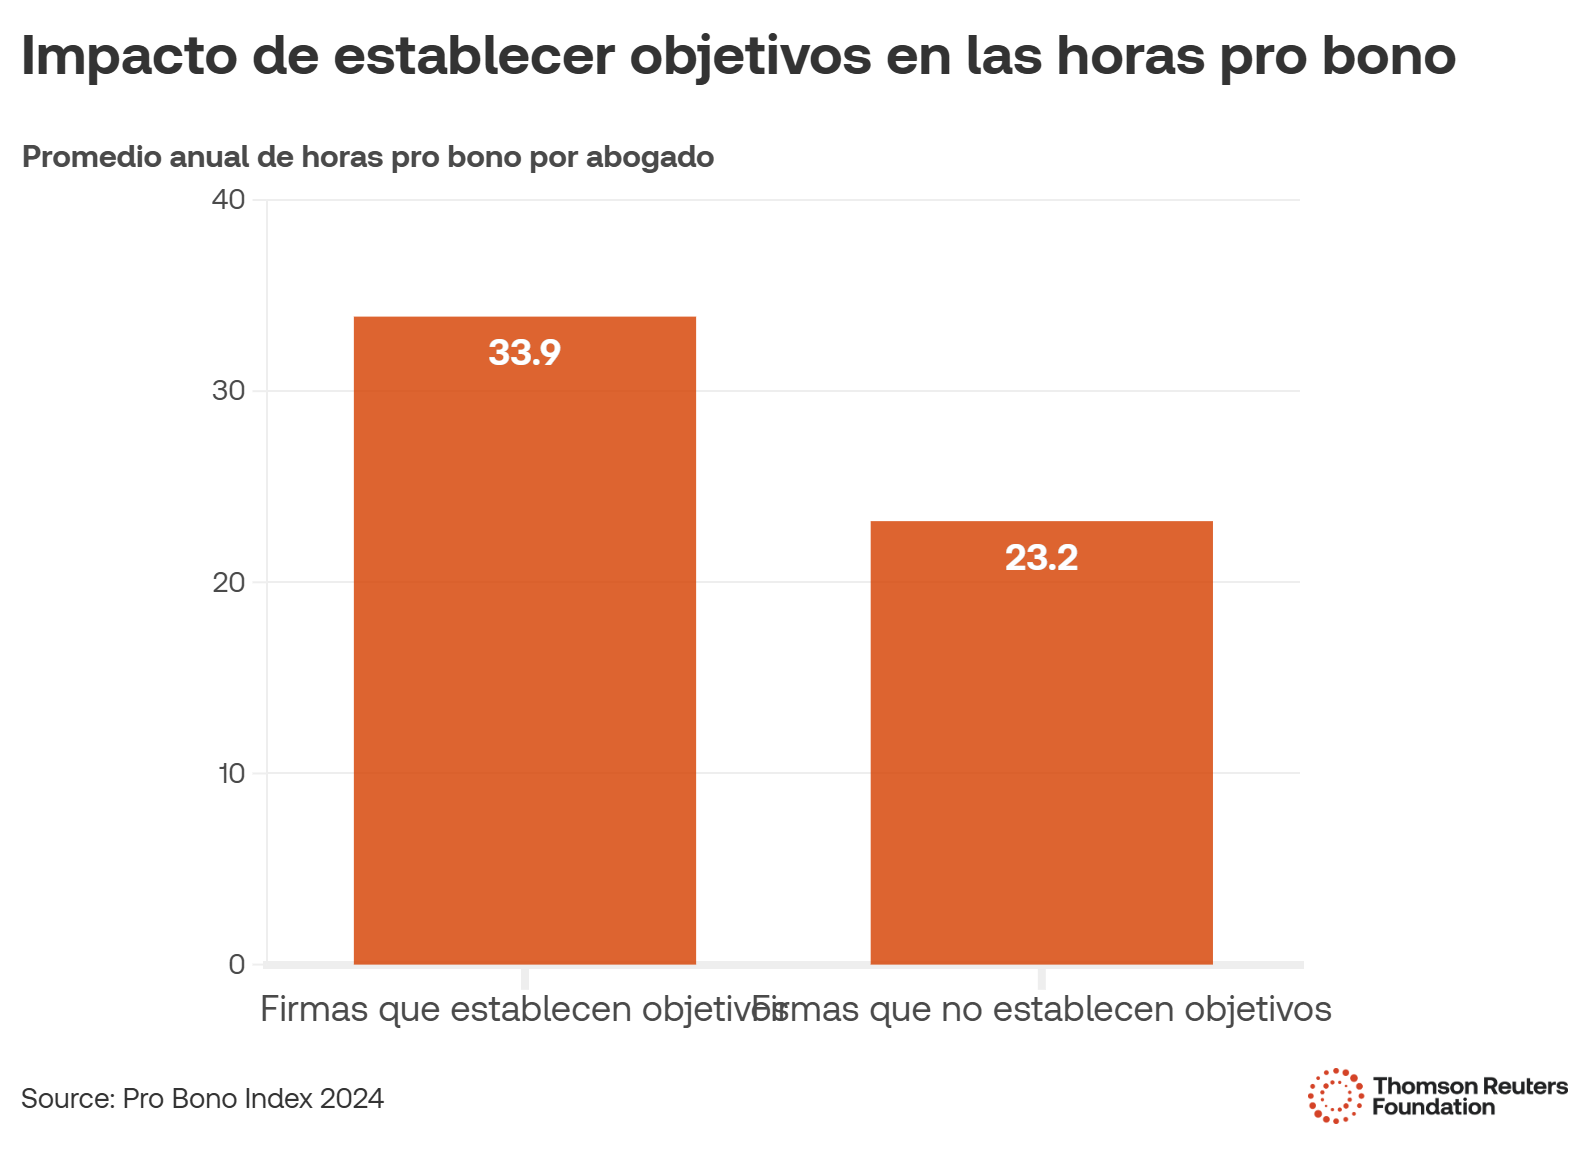 Impacto de establecer objetivos en las horas pro bono
Promedio anual de horas pro bono por abogado
40
30
20
10
0
33.9
23.2
Firmas que establecen objetivos
Firmas que no establecen objetivos
Source: Pro Bono Index 2024
Thomson Reuters
Foundation